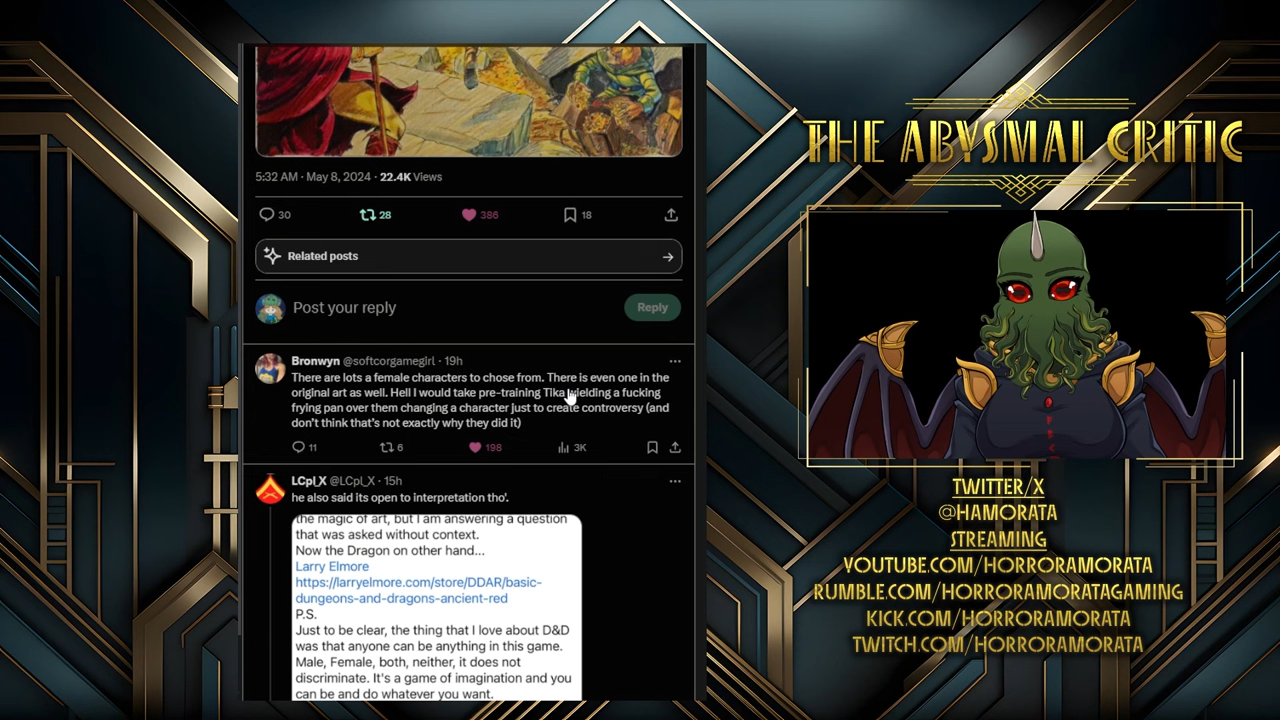 5:32 AM · May 8, 2024 · 22.4K Views
30
28
386
18
Related posts
Post your reply
Reply
Bronwyn @softcorgamegirl · 19h
There are lots a female characters to chose from. There is even one in the
original art as well. Hell I would take pre-training Tika wielding a fucking
frying pan over them changing a character just to create controversy (and
don't think that's not exactly why they did it)
11
6
198
3K
LCpl_X @LCpl_X · 15h
he also said its open to interpretation tho'.
the magic of art, but I am answering a question
that was asked without context.
Now the Dragon on other hand...
Larry Elmore
https://larryelmore.com/store/DDAR/basic-
dungeons-and-dragons-ancient-red
P.S.
Just to be clear, the thing that I love about D&D
was that anyone can be anything in this game.
Male, Female, both, neither, it does not
discriminate. It's a game of imagination and you
can be and do whatever you want.
THE ABYSMAL CRITIC
TWITTER/X
@HAMORATA
STREAMING
YOUTUBE.COM/HORRORAMORATA
RUMBLE.COM/HORRORAMORATAGAMING
KICK.COM/HORRORAMORATA
TWITCH.COM/HORRORAMORATA